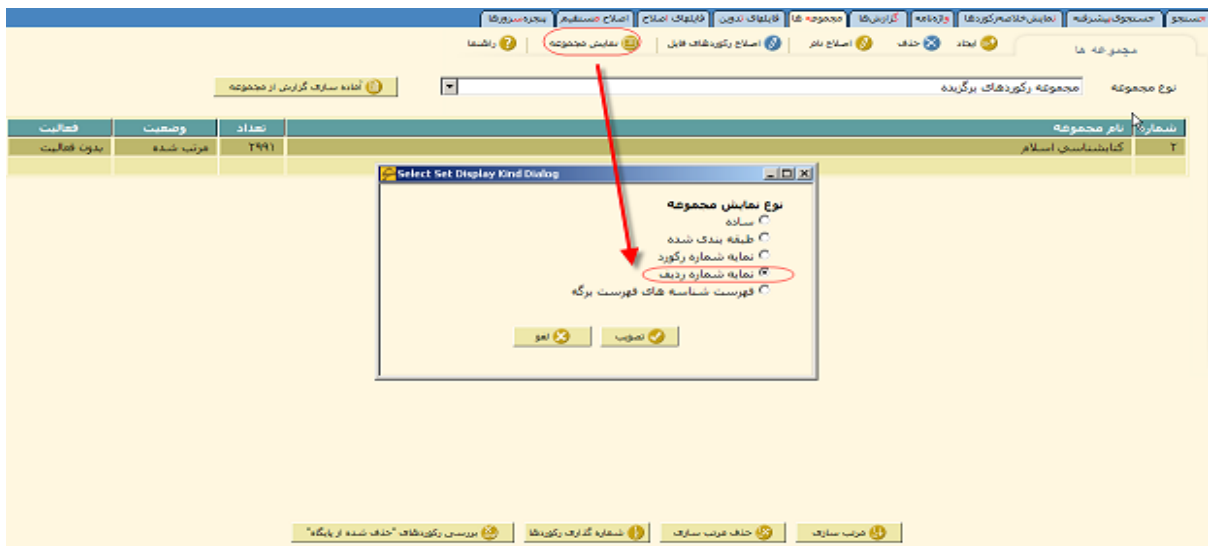 جستجو جستجوی پیشرفته نمایش خلاصه رکوردها واژه‌نامه گزارش‌ها مجموعه ها فایلهای تدوین فایلهای اصلاح اصلاح مستقیم پنجره سرورها
مجموعه ها ایجاد حذف اصلاح نام اصلاح رکوردهای فایل نمایش مجموعه راهنما
نوع مجموعه مجموعه رکوردهای برگزیده آماده سازی گزارش از مجموعه
شماره نام مجموعه تعداد وضعیت فعالیت
۲ کتابشناسی اسلام ۲۹۹۱ مرتب شده بدون فعالیت
Select Set Display Kind Dialog
نوع نمایش مجموعه
ساده
طبقه بندی شده
نمایه شماره رکورد
نمایه شماره ردیف
فهرست شناسه های فهرست برگه
تصویب لغو
مرتب سازی حذف مرتب سازی شماره گذاری رکوردها بررسی رکوردهای "حذف شده از پایگاه"